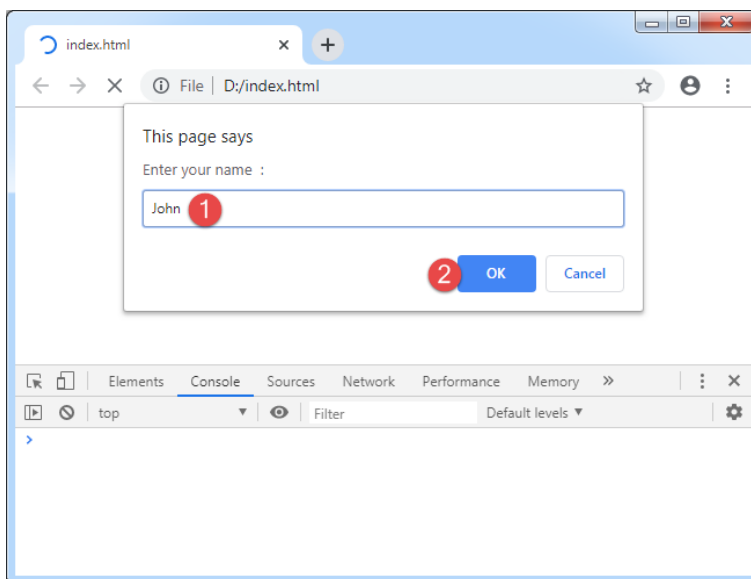 index.html
File D:/index.html
This page says
Enter your name :
John 1
2 OK Cancel
Elements Console Sources Network Performance Memory »
top Filter Default levels